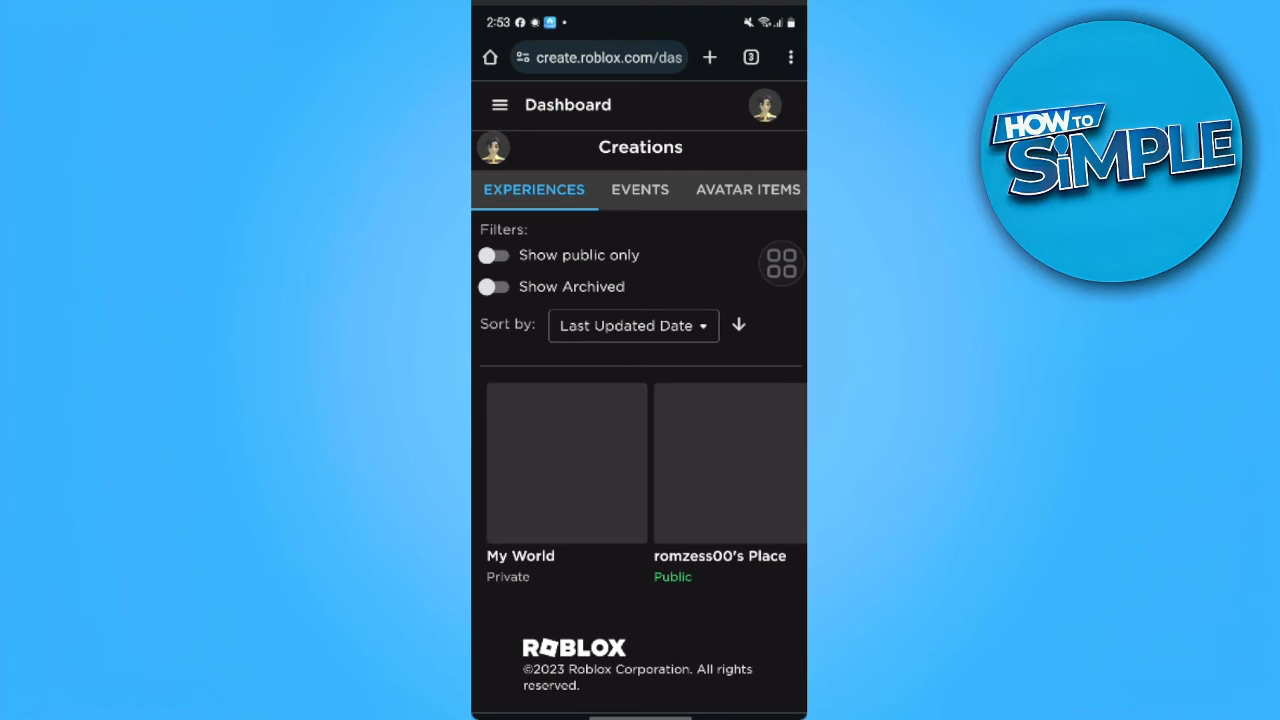 2:53
create.roblox.com/das
3
Dashboard
Creations
EXPERIENCES EVENTS AVATAR ITEMS
Filters:
Show public only
Show Archived
Sort by: Last Updated Date
My World romzess00's Place
Private Public
ROBLOX
©2023 Roblox Corporation. All rights
reserved.
HOW TO
SiMPLE